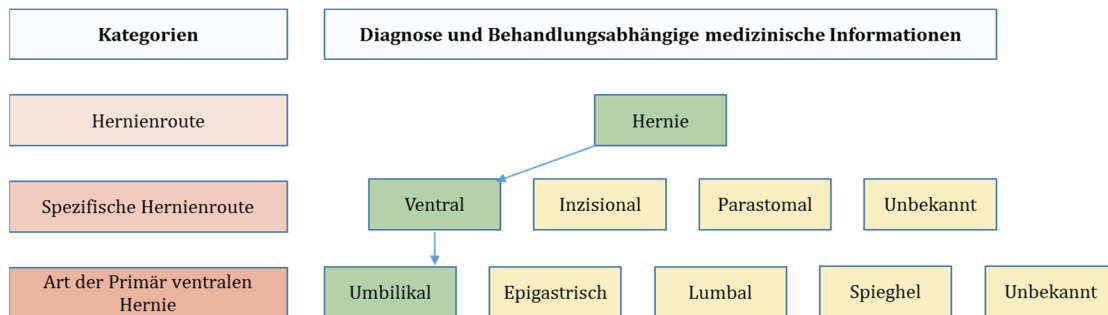 Kategorien
Diagnose und Behandlungsabhängige medizinische Informationen
Hernienroute
Hernie
Spezifische Hernienroute
Ventral
Inzisional
Parastomal
Unbekannt
Art der Primär ventralen
Hernie
Umbilikal
Epigastrisch
Lumbal
Spieghel
Unbekannt